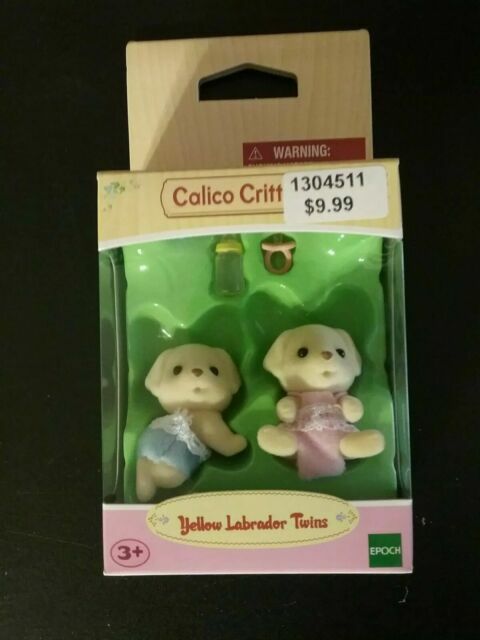 WARNING:
Calico Critt
1304511
$9.99
Yellow Labrador Twins
3+
EPOCH